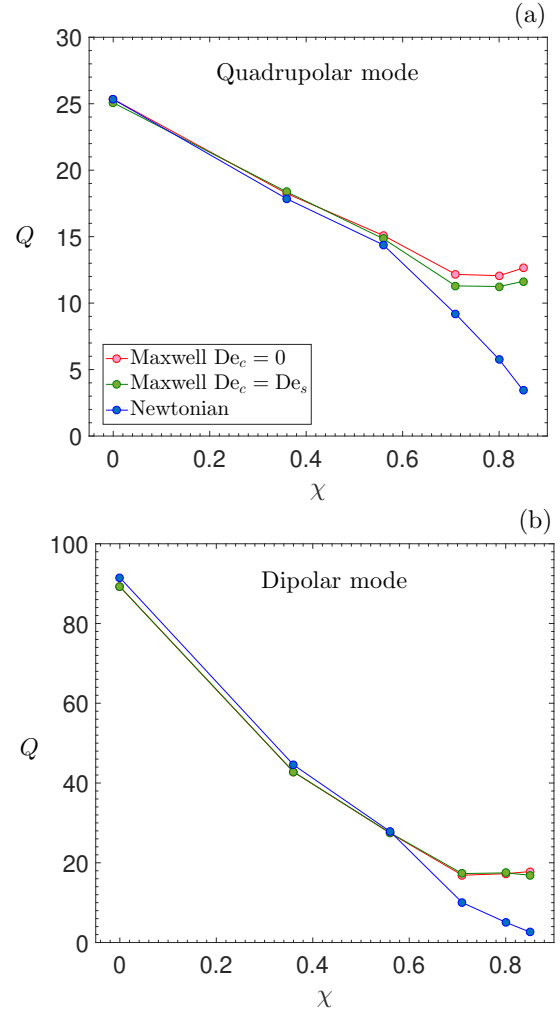 (a)
30
Quadrupolar mode
25
20
Q
15
10
Maxwell De_c = 0
Maxwell De_c = De_s
5
Newtonian
0
0 0.2 0.4 0.6 0.8
χ
(b)
100
Dipolar mode
80
60
Q
40
20
0
0 0.2 0.4 0.6 0.8
χ